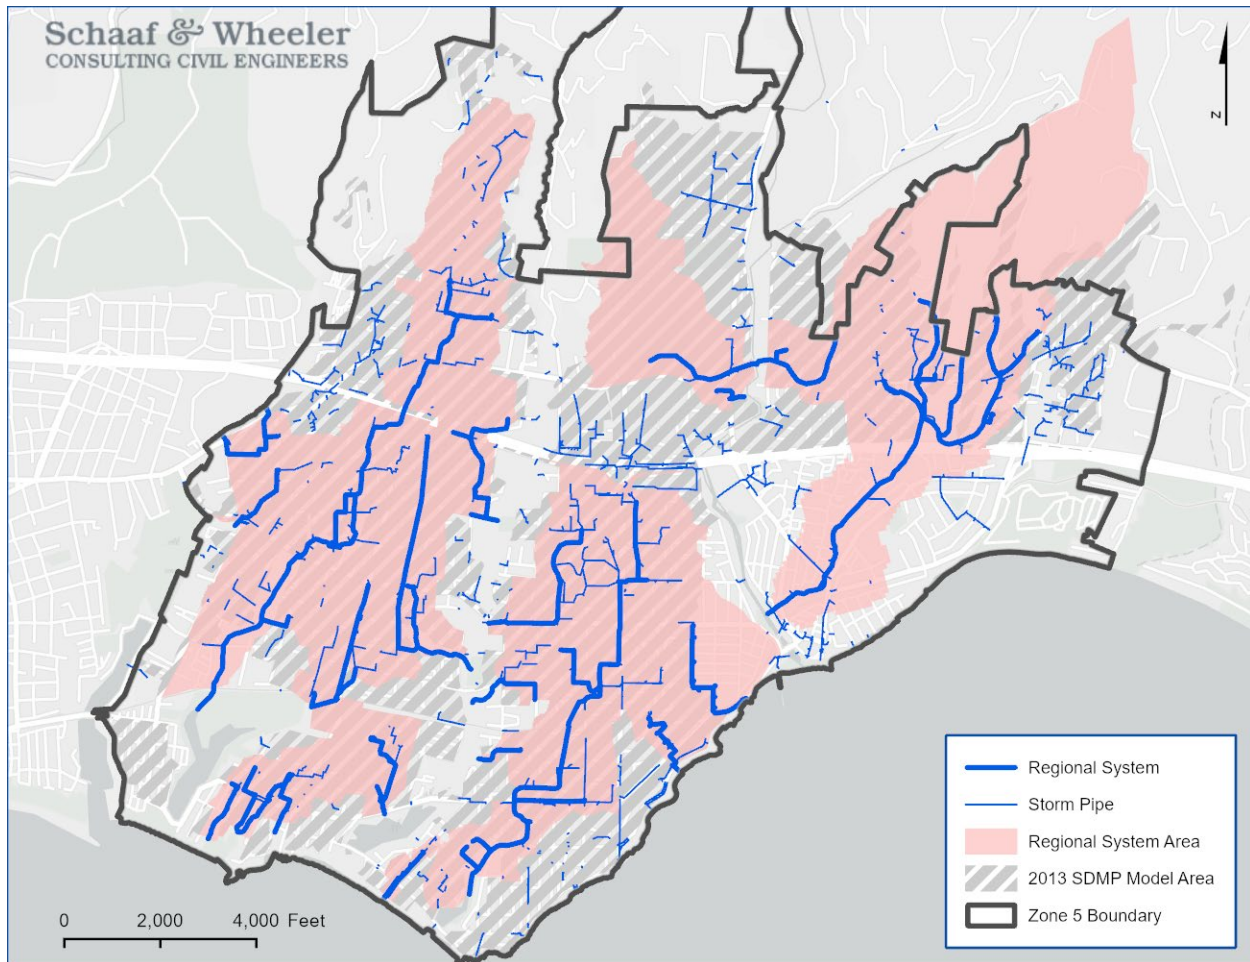 Schaaf & Wheeler
CONSULTING CIVIL ENGINEERS
N
Regional System
Storm Pipe
Regional System Area
2013 SDMP Model Area
Zone 5 Boundary
0 2,000 4,000 Feet